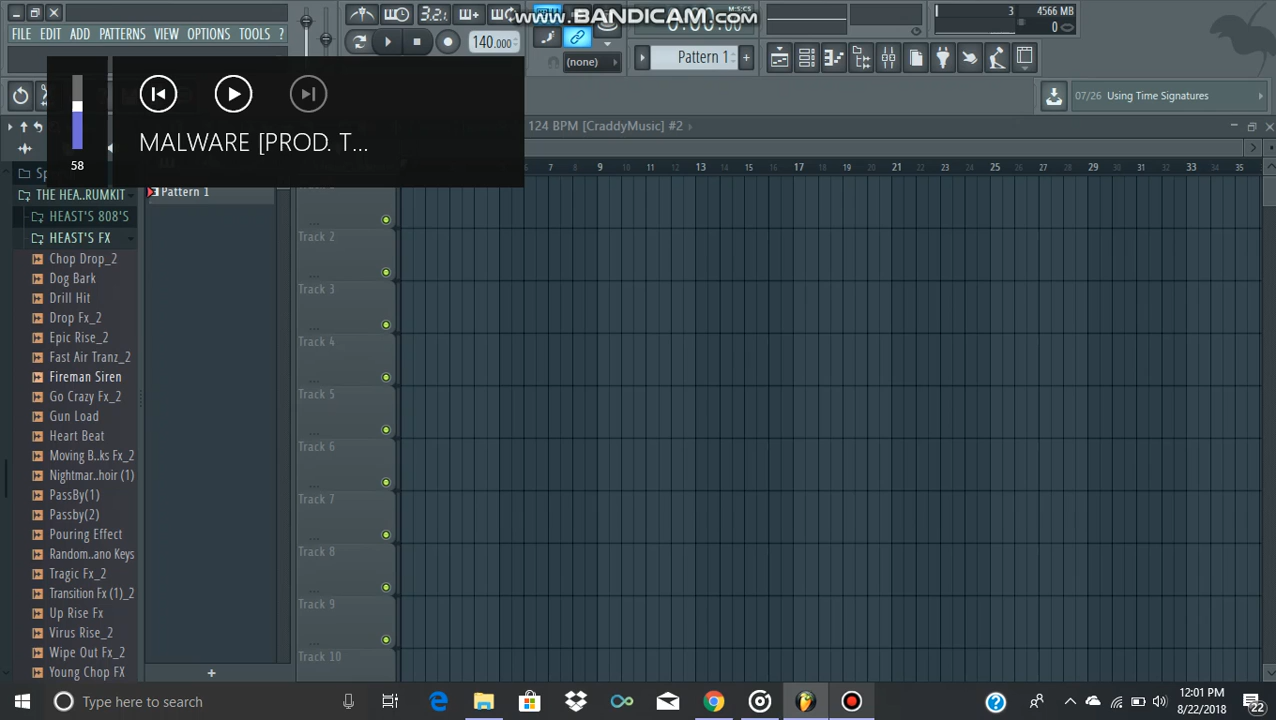 www.BANDICAM.com
FILE EDIT ADD PATTERNS VIEW OPTIONS TOOLS ?
3.2.
140.000
(none)
Pattern 1
M:S:CS
3
4566 MB
0
07/26 Using Time Signatures
58
MALWARE [PROD. T...
124 BPM [CraddyMusic] #2
THE HEA..RUMKIT
HEAST'S 808'S
HEAST'S FX
Chop Drop_2
Dog Bark
Drill Hit
Drop Fx_2
Epic Rise_2
Fast Air Tranz_2
Fireman Siren
Go Crazy Fx_2
Gun Load
Heart Beat
Moving B..ks Fx_2
Nightmar..hoir (1)
PassBy(1)
Passby(2)
Pouring Effect
Random..ano Keys
Tragic Fx_2
Transition Fx (1)_2
Up Rise Fx
Virus Rise_2
Wipe Out Fx_2
Young Chop FX
Pattern 1
7 9 11 13 15 17 19 21 23 25 27 29 31 33 35
Track 2
Track 3
Track 4
Track 5
Track 6
Track 7
Track 8
Track 9
Track 10
Type here to search
12:01 PM
8/22/2018
22